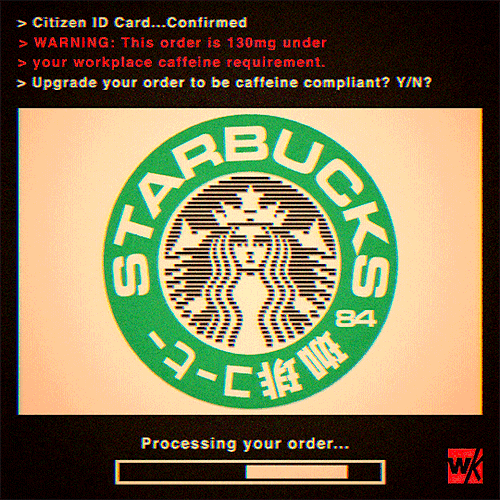 > Citizen ID Card...Confirmed
> WARNING: This order is 130mg under
> your workplace caffeine requirement.
> Upgrade your order to be caffeine compliant? Y/N?
STARBUCKS
84
珈琲コーヒー
Processing your order...
WK